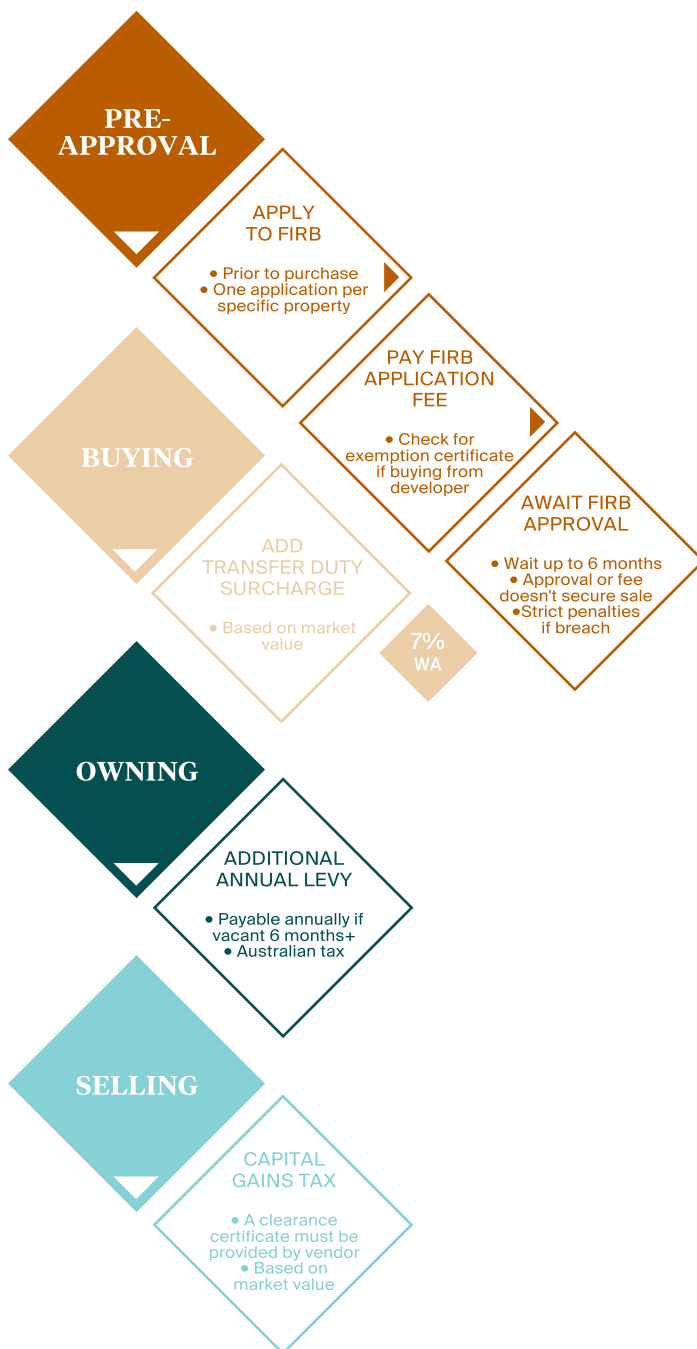 PRE-
APPROVAL
APPLY
TO FIRB
• Prior to purchase
• One application per
specific property
PAY FIRB
APPLICATION
FEE
• Check for
exemption certificate
if buying from
developer
AWAIT FIRB
APPROVAL
• Wait up to 6 months
• Approval or fee
doesn't secure sale
•Strict penalties
if breach
BUYING
ADD
TRANSFER DUTY
SURCHARGE
• Based on market
value
7%
WA
OWNING
ADDITIONAL
ANNUAL LEVY
• Payable annually if
vacant 6 months+
• Australian tax
SELLING
CAPITAL
GAINS TAX
• A clearance
certificate must be
provided by vendor
• Based on
market value